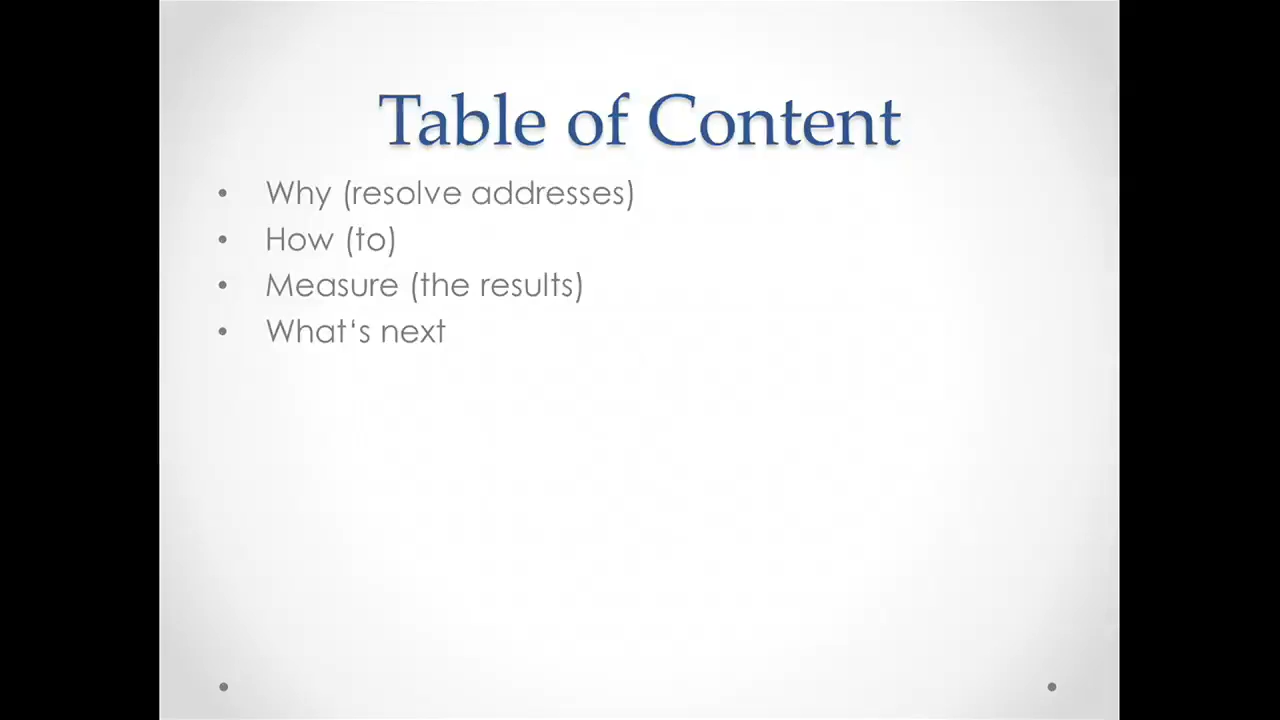 Table of Content
• Why (resolve addresses)
• How (to)
• Measure (the results)
• What‘s next